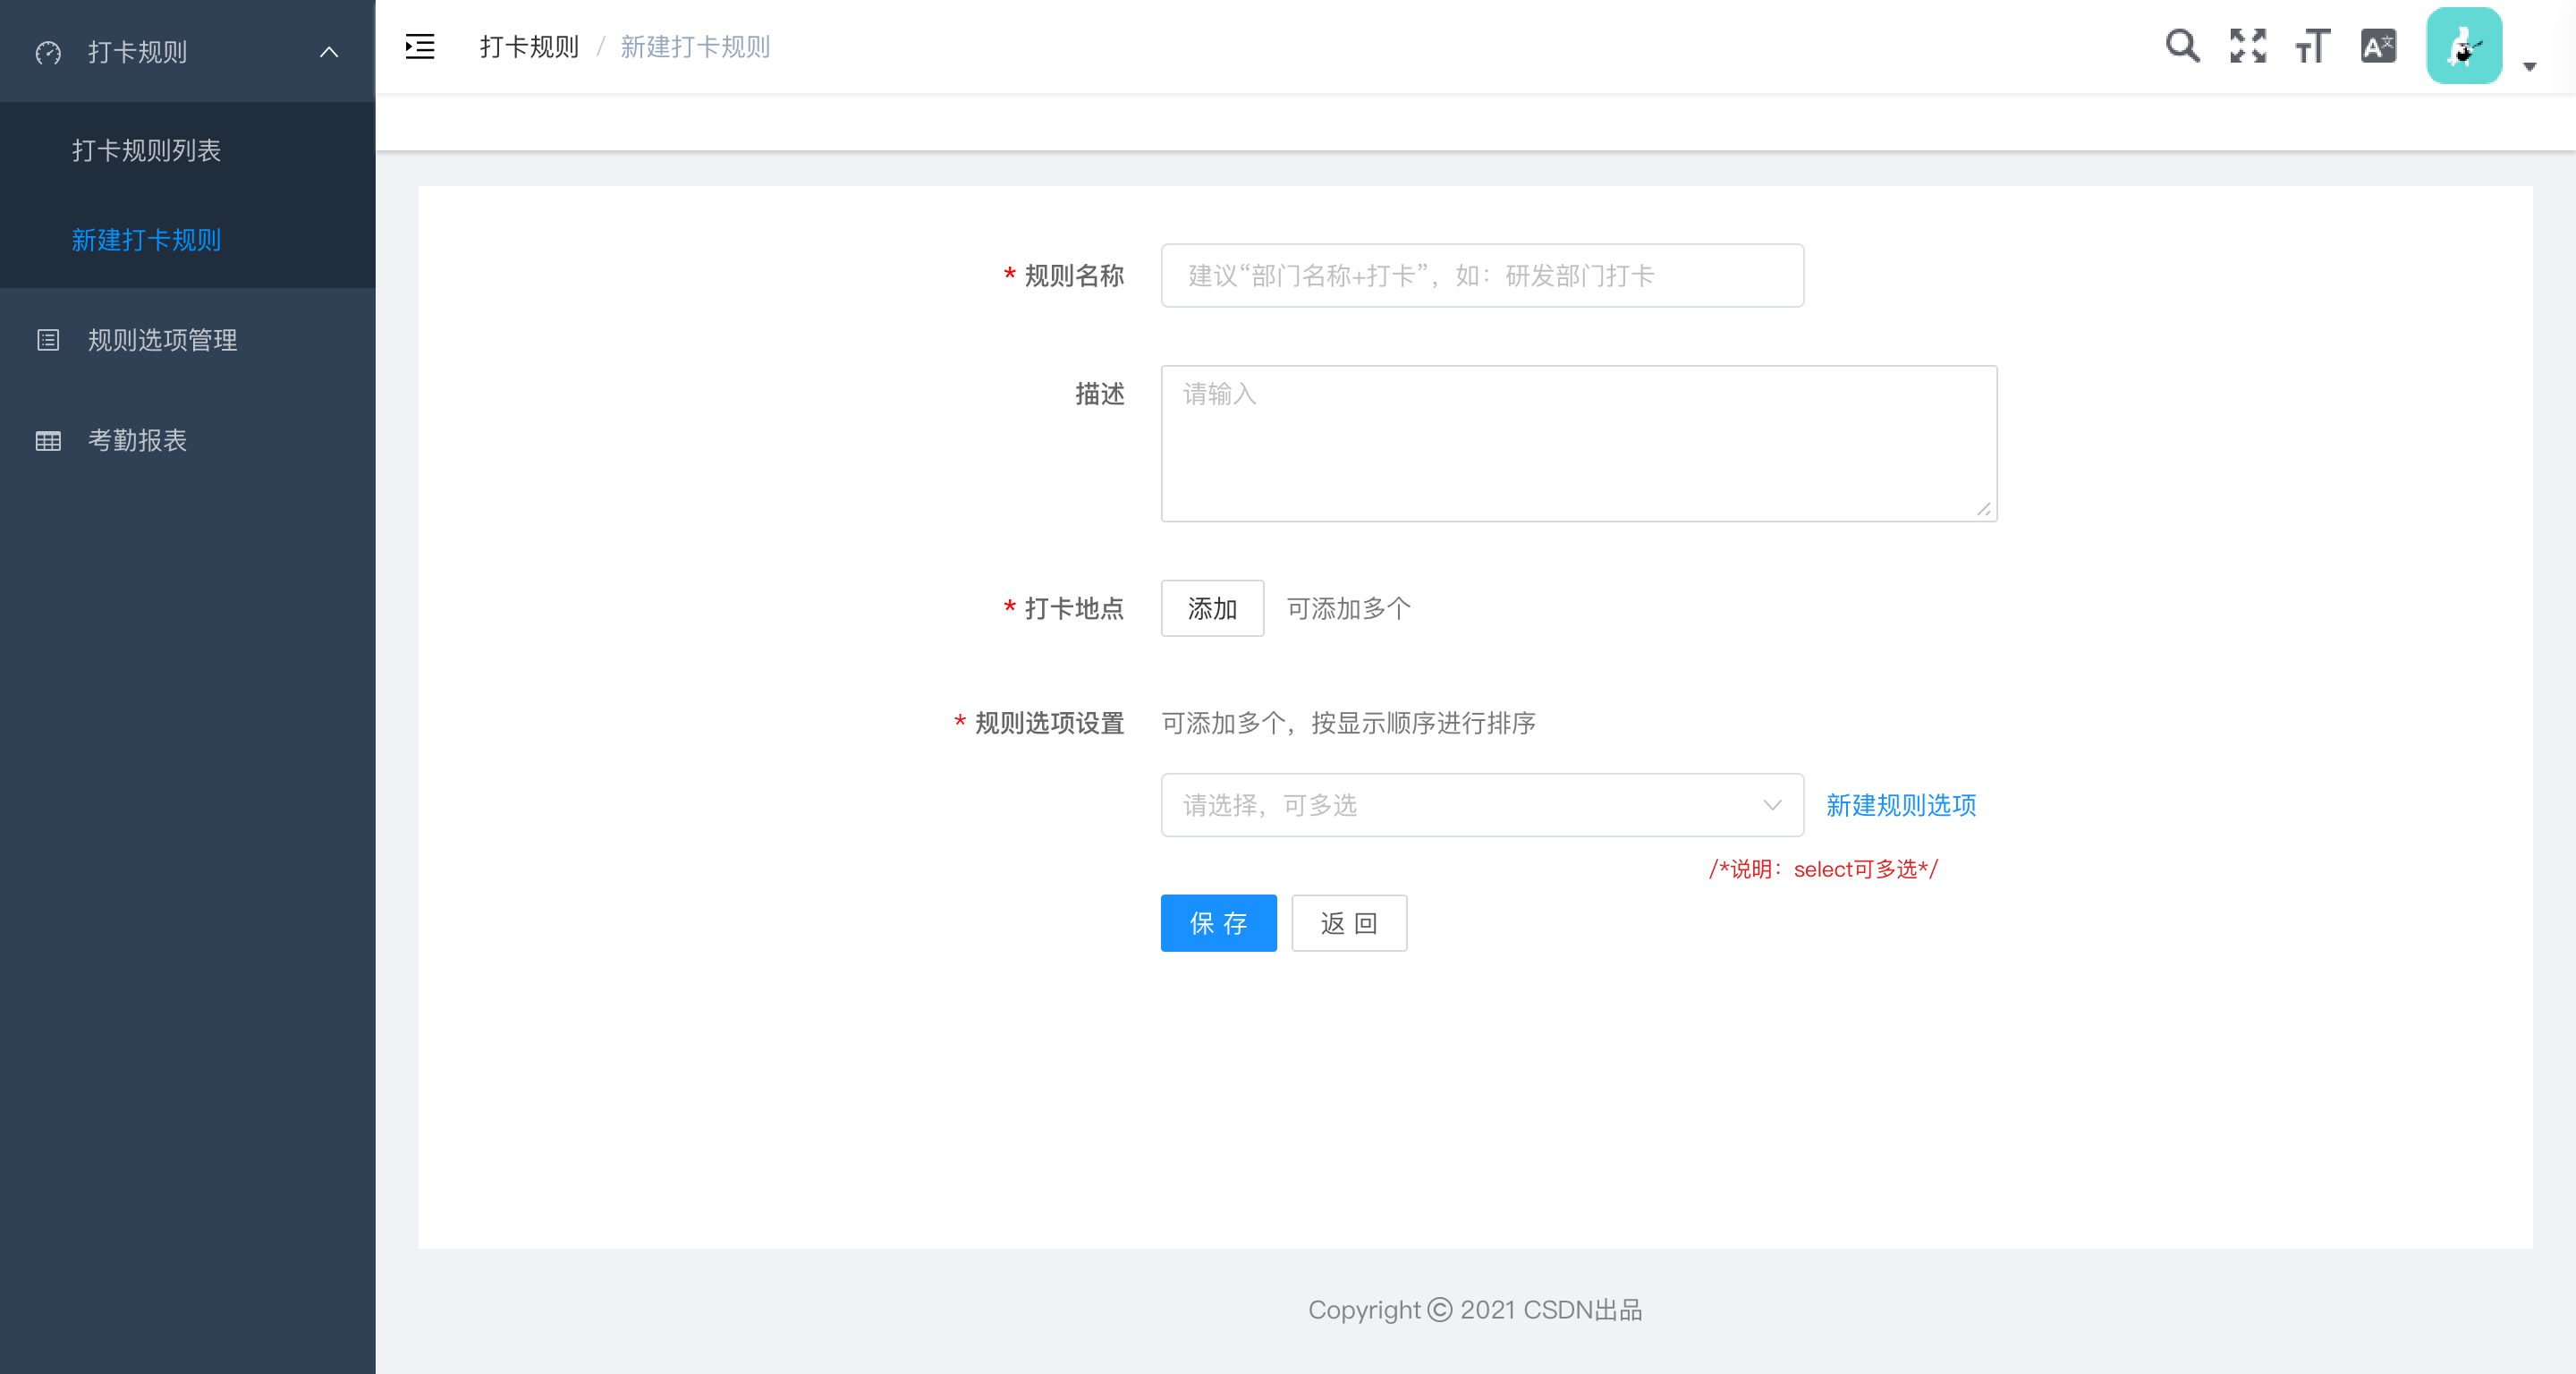 打卡规则
打卡规则列表
新建打卡规则
规则选项管理
考勤报表
打卡规则 / 新建打卡规则
* 规则名称
建议“部门名称+打卡”，如：研发部门打卡
描述
请输入
* 打卡地点
添加
可添加多个
* 规则选项设置
可添加多个，按显示顺序进行排序
请选择，可多选
新建规则选项
/*说明：select可多选*/
保 存
返 回
Copyright © 2021 CSDN出品